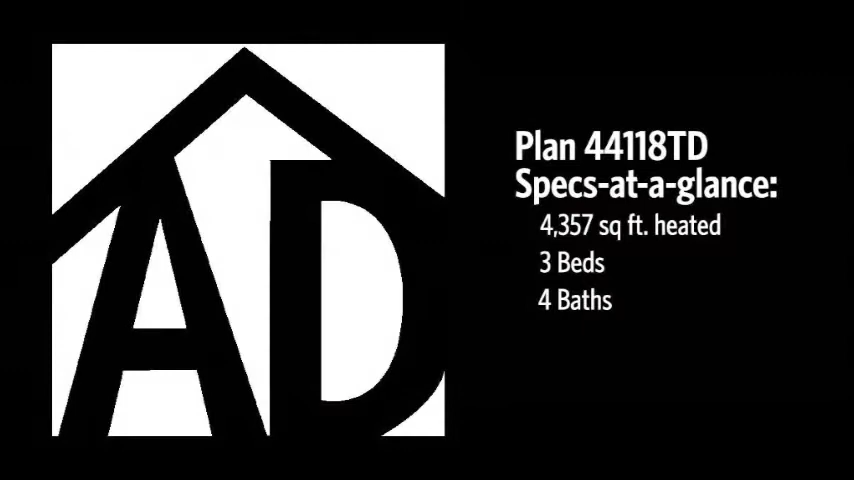 AD
Plan 44118TD
Specs-at-a-glance:
4,357 sq ft. heated
3 Beds
4 Baths